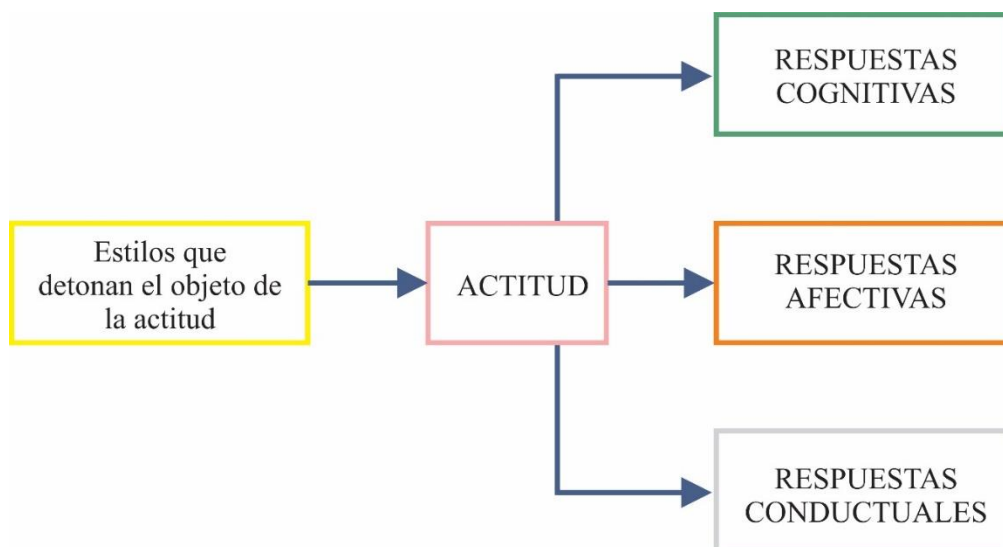 Estilos que
detonan el objeto de
la actitud
ACTITUD
RESPUESTAS
COGNITIVAS
RESPUESTAS
AFECTIVAS
RESPUESTAS
CONDUCTUALES